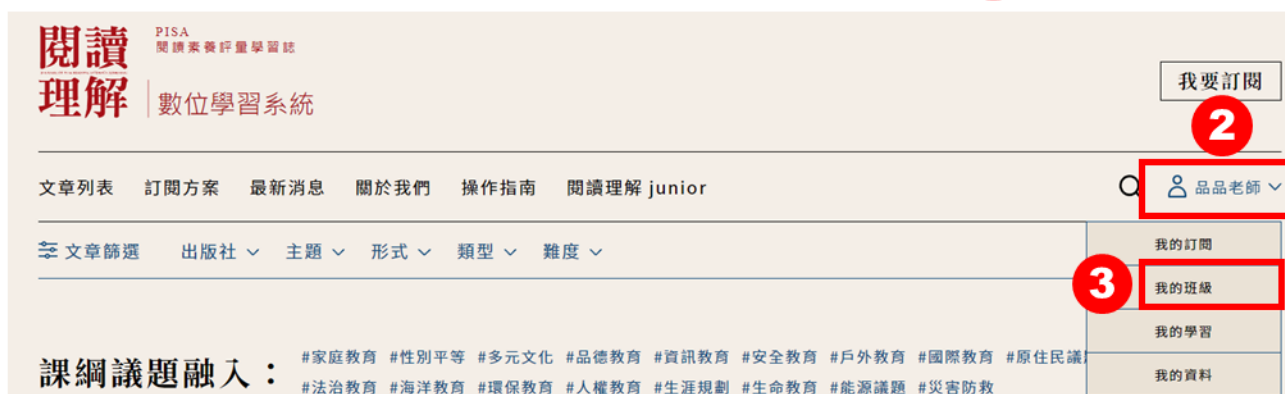 閱讀
理解
PISA
閱讀素養評量學習誌
數位學習系統
我要訂閱
2
文章列表 訂閱方案 最新消息 關於我們 操作指南 閱讀理解 junior
品品老師
文章篩選 出版社 主題 形式 類型 難度
我的訂閱
3
我的班級
我的學習
我的資料
課綱議題融入：
#家庭教育 #性別平等 #多元文化 #品德教育 #資訊教育 #安全教育 #戶外教育 #國際教育 #原住民議
#法治教育 #海洋教育 #環保教育 #人權教育 #生涯規劃 #生命教育 #能源議題 #災害防救